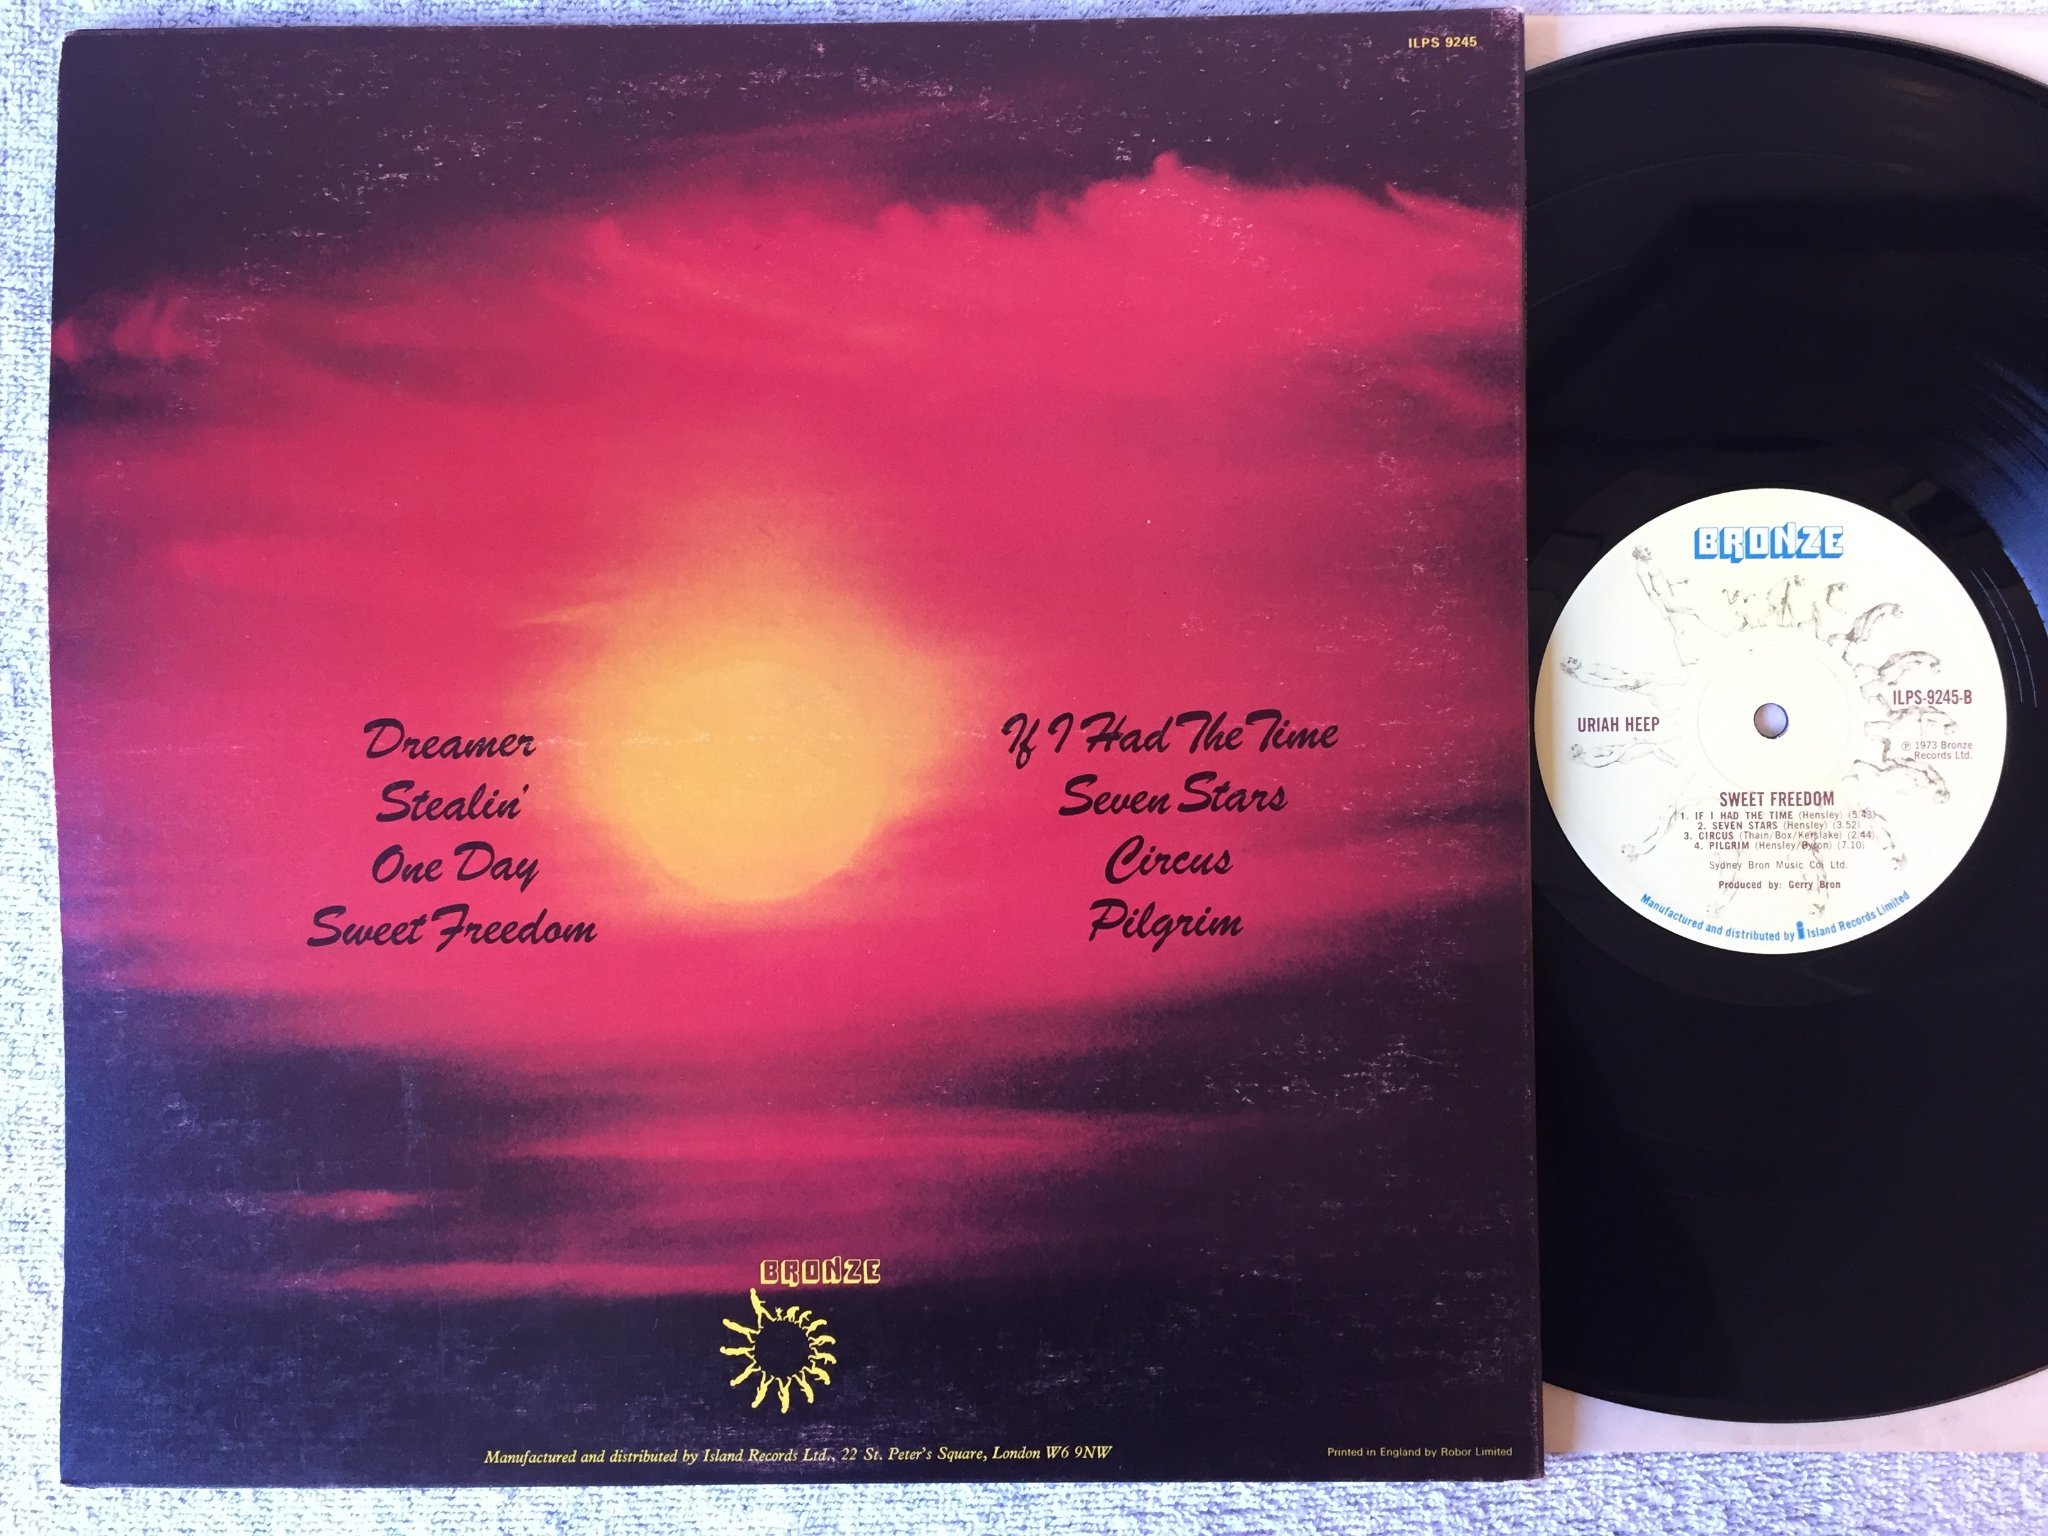 ILPS 9245
Dreamer
Stealin'
One Day
Sweet Freedom
If I Had The Time
Seven Stars
Circus
Pilgrim
BRONZE
Manufactured and distributed by Island Records Ltd., 22 St. Peter's Square, London W6 9NW
Printed in England by Robor Limited
BRONZE
URIAH HEEP
ILPS-9245-B
℗ 1973 Bronze
Records Ltd.
SWEET FREEDOM
1. IF I HAD THE TIME (Hensley) (5.43)
2. SEVEN STARS (Hensley) (3.52)
3. CIRCUS (Thain/Box/Kerslake) (2.44)
4. PILGRIM (Hensley/Byron) (7.10)
Sydney Bron Music Co. Ltd.
Produced by: Gerry Bron
Manufactured and distributed by i Island Records Limited